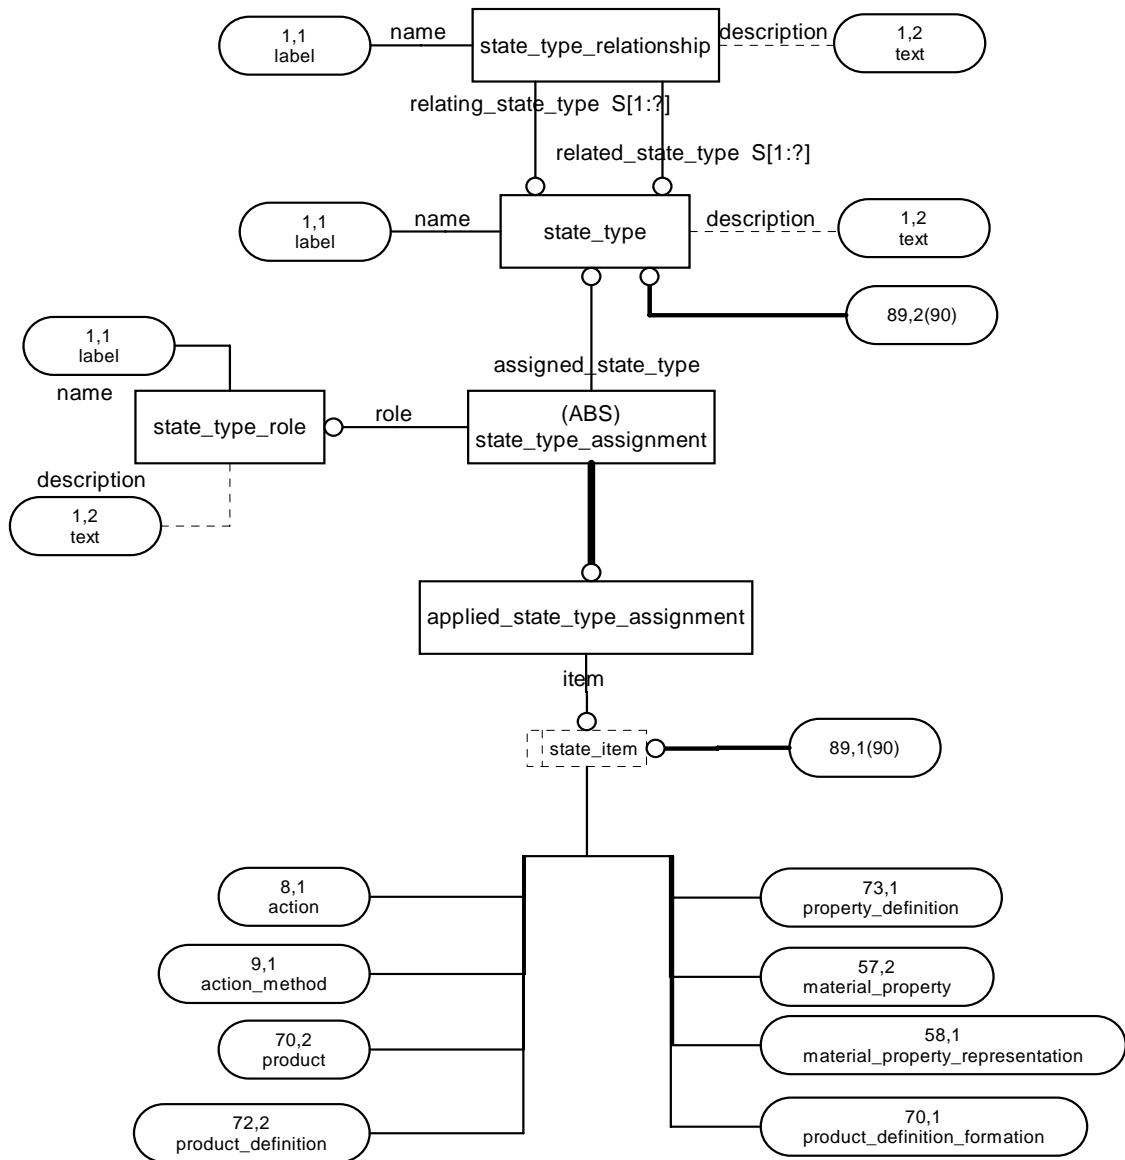 1,1
label
name
state_type_relationship
description
1,2
text
relating_state_type S[1:?]
related_state_type S[1:?]
1,1
label
name
state_type
description
1,2
text
89,2(90)
1,1
label
name
assigned_state_type
state_type_role
role
(ABS)
state_type_assignment
description
1,2
text
applied_state_type_assignment
item
state_item
89,1(90)
8,1
action
73,1
property_definition
9,1
action_method
57,2
material_property
70,2
product
58,1
material_property_representation
72,2
product_definition
70,1
product_definition_formation